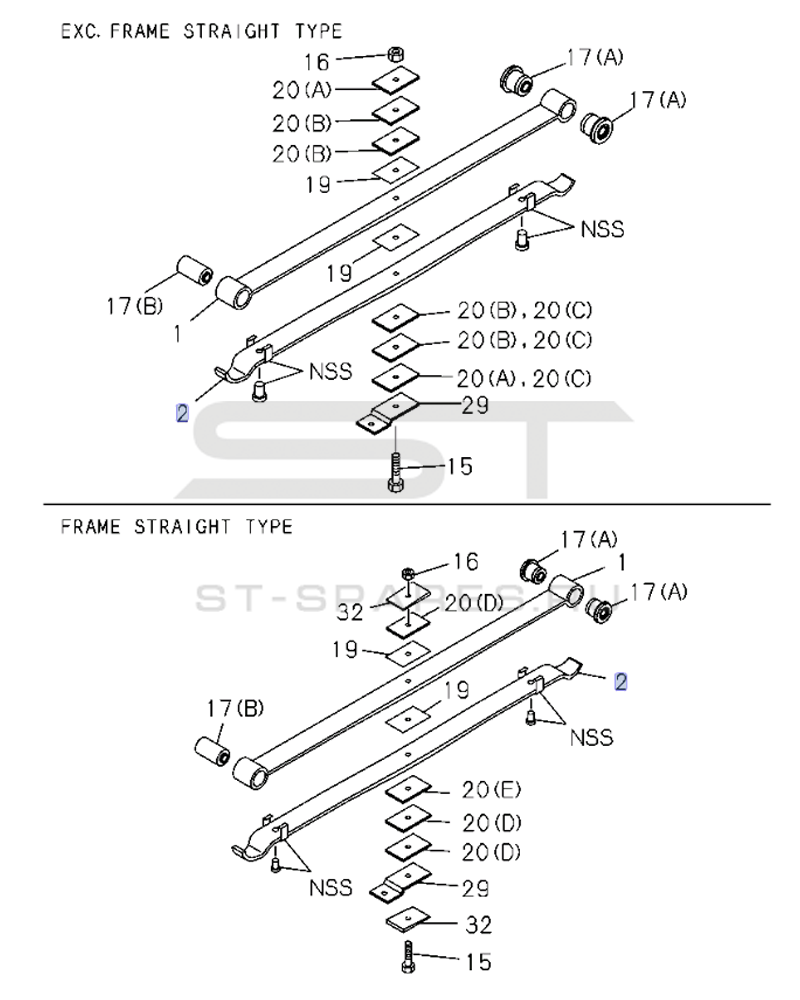 EXC. FRAME STRAIGHT TYPE
16
17(A)
20(A)
17(A)
20(B)
20(B)
19
NSS
19
17(B)
1
20(B), 20(C)
20(B), 20(C)
NSS
20(A), 20(C)
2
29
ST
15
FRAME STRAIGHT TYPE
17(A)
16
1
ST-SPARES.RU
17(A)
32
20(D)
19
2
19
17(B)
NSS
20(E)
20(D)
20(D)
NSS
29
32
15